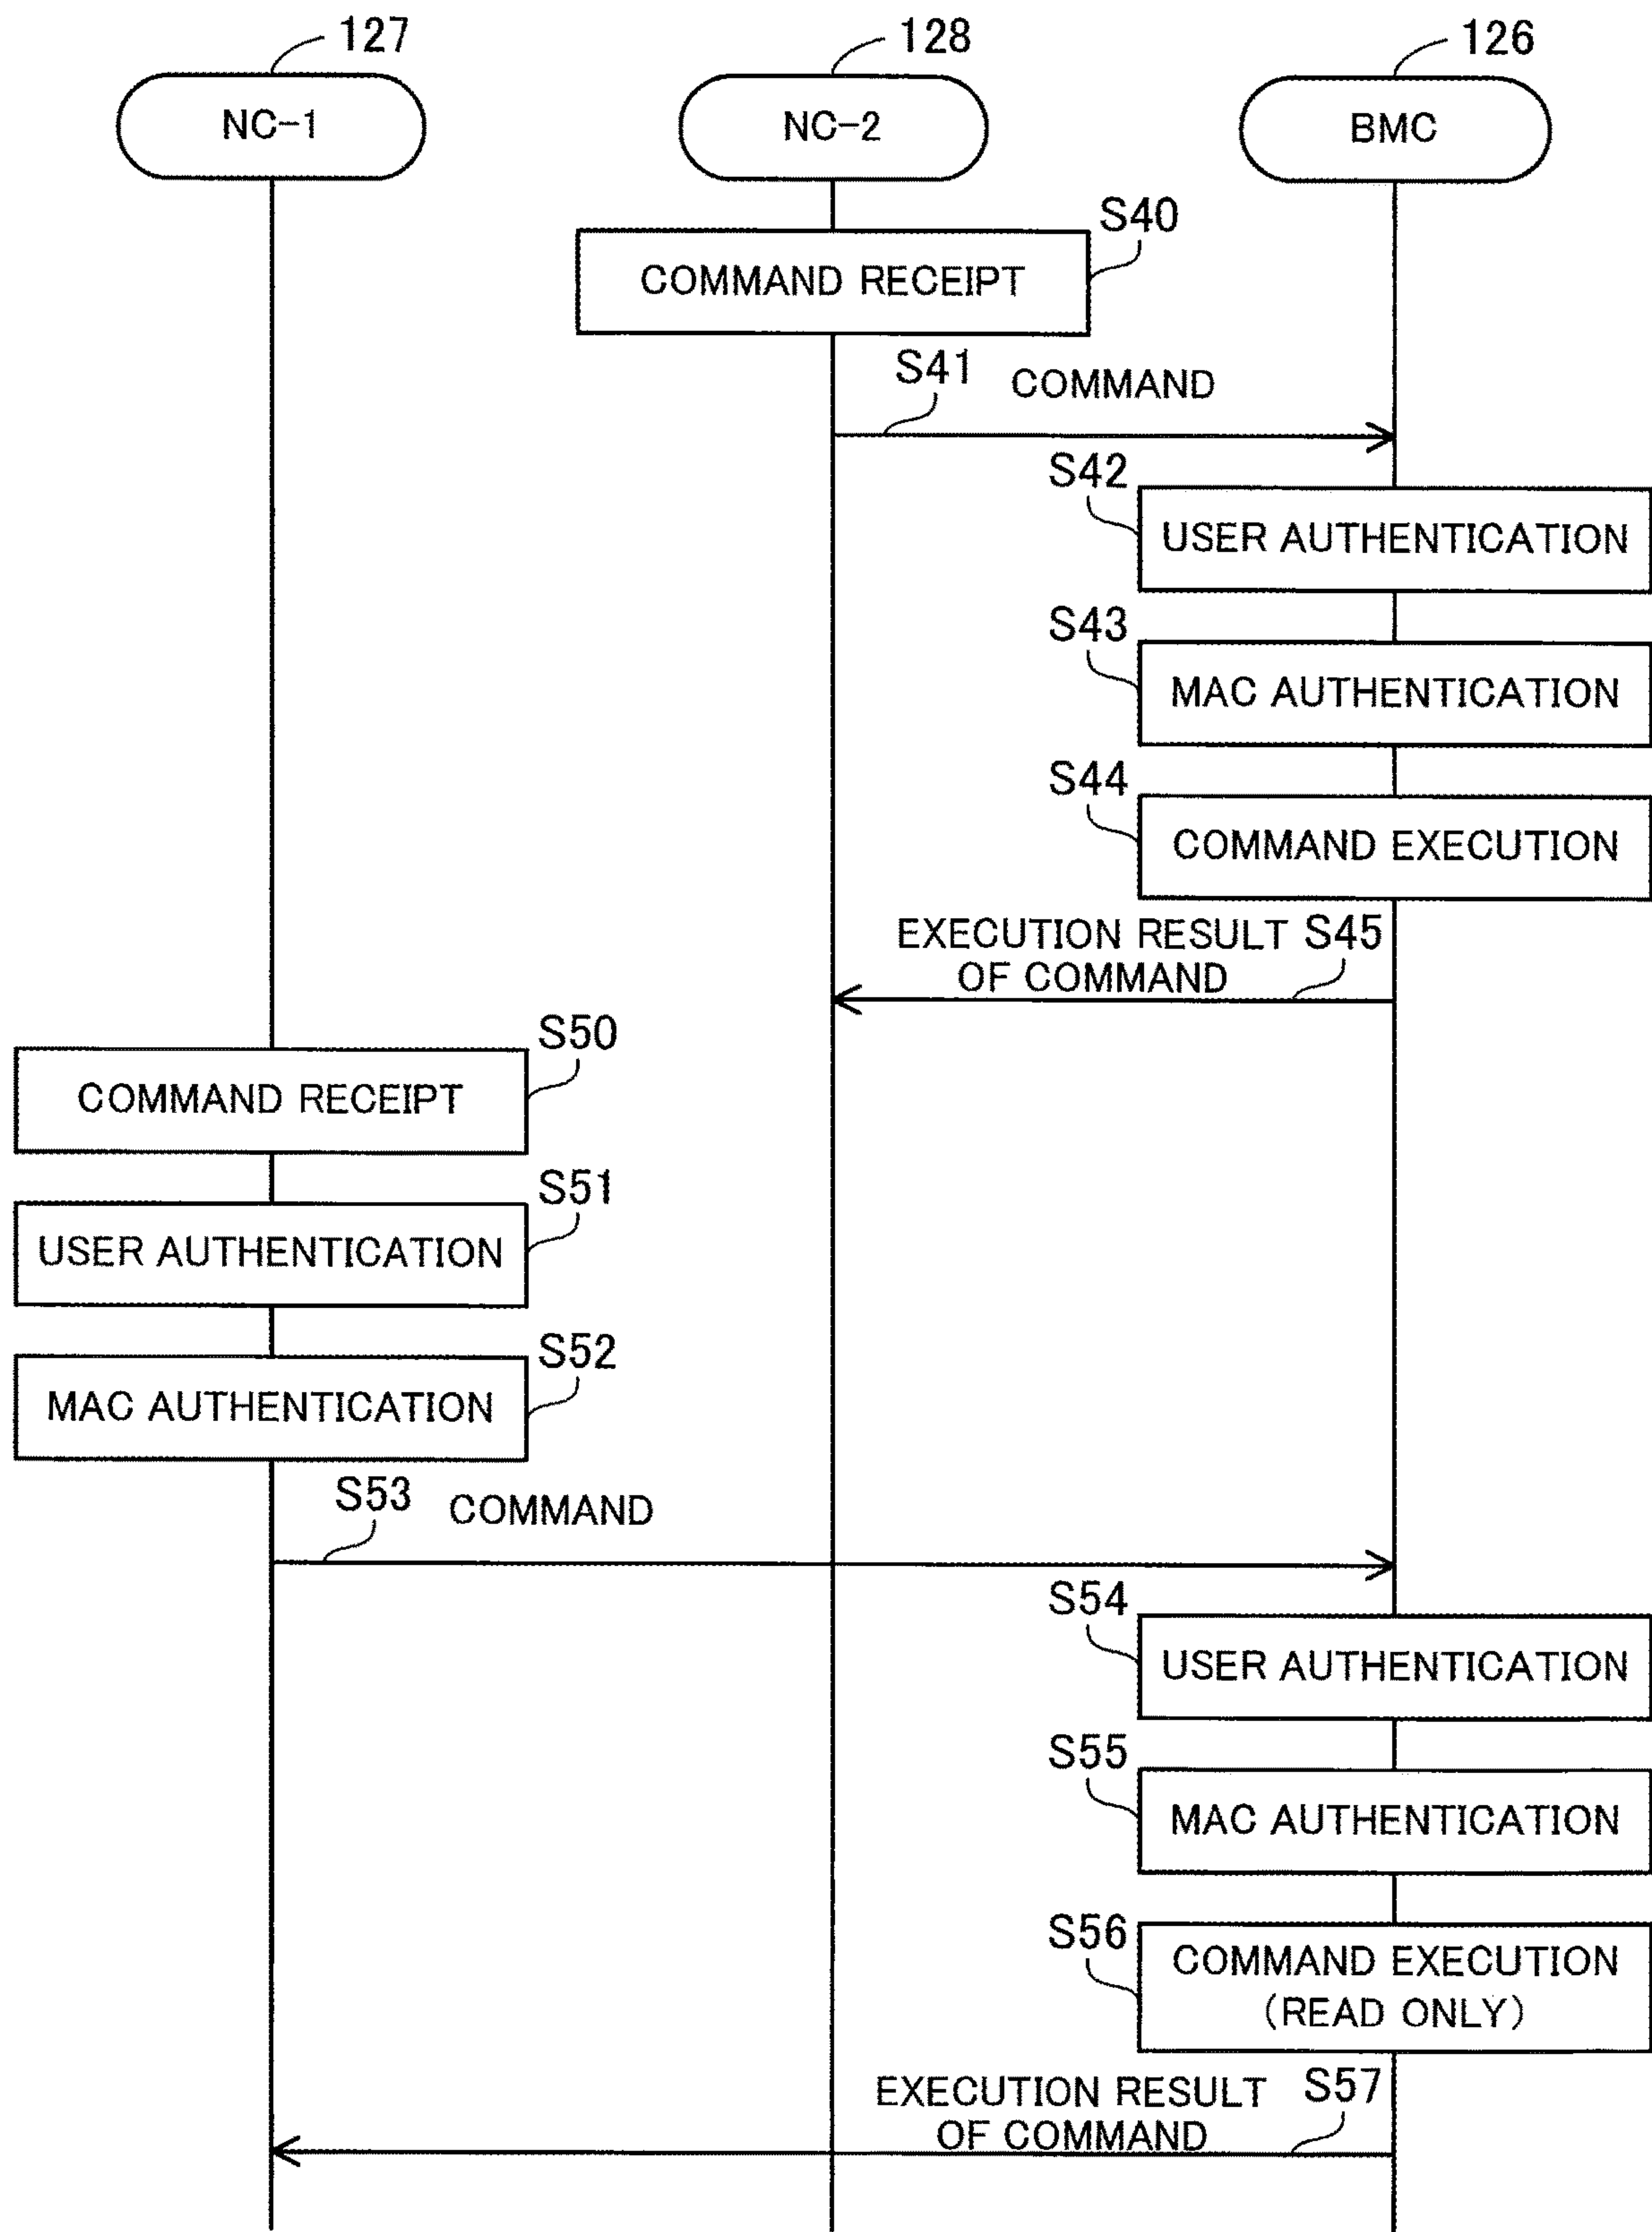 127
128
126
NC-1
NC-2
BMC
S40
COMMAND RECEIPT
S41
COMMAND
S42
USER AUTHENTICATION
S43
MAC AUTHENTICATION
S44
COMMAND EXECUTION
EXECUTION RESULT S45
OF COMMAND
S50
COMMAND RECEIPT
S51
USER AUTHENTICATION
S52
MAC AUTHENTICATION
S53
COMMAND
S54
USER AUTHENTICATION
S55
MAC AUTHENTICATION
S56
COMMAND EXECUTION
(READ ONLY)
EXECUTION RESULT S57
OF COMMAND